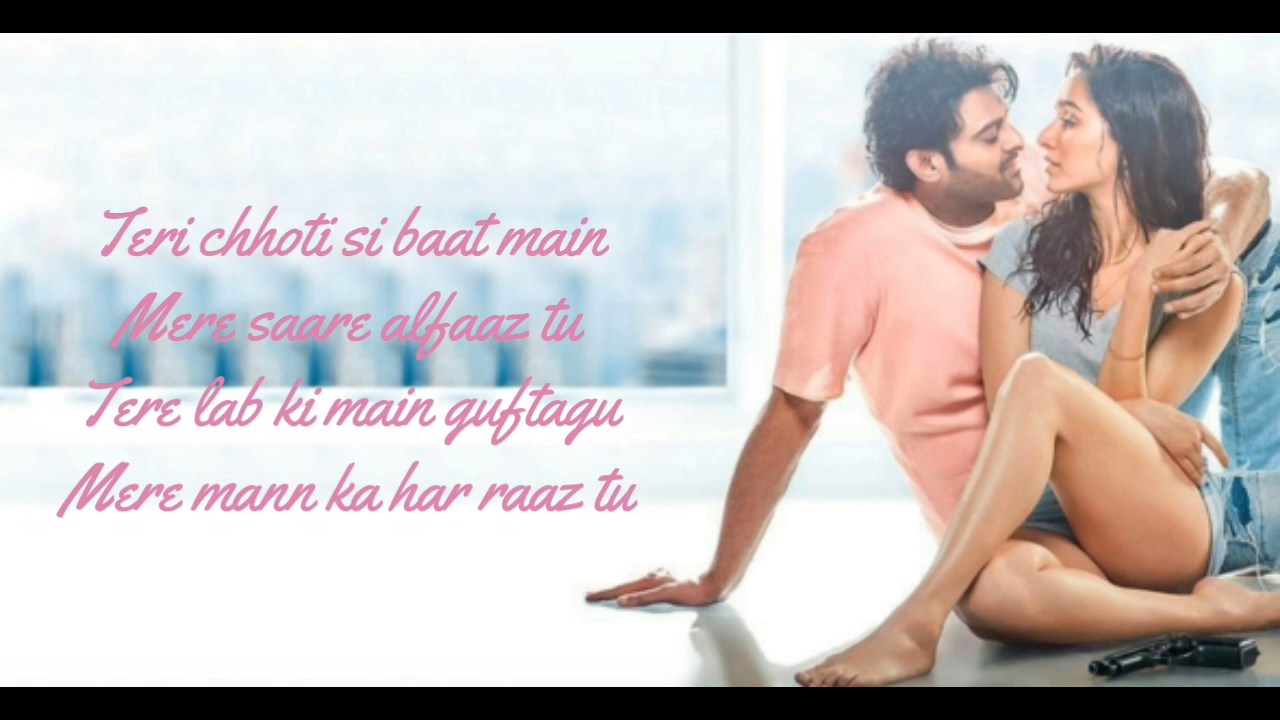 Teri chhoti si baat main
Mere saare alfaaz tu
Tere lab ki main guftagu
Mere mann ka har raaz tu